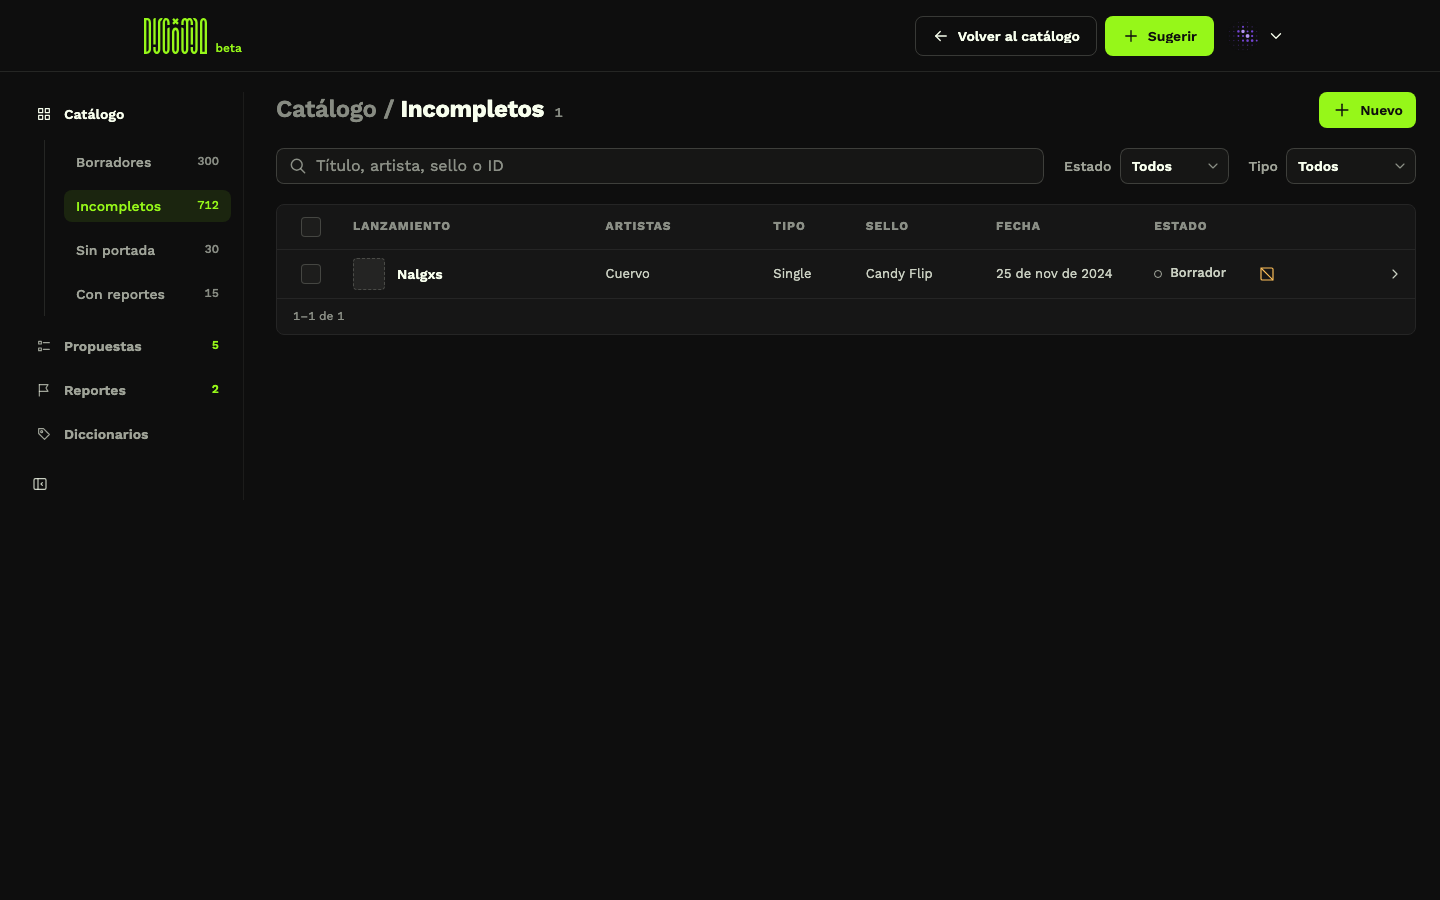 beta
Volver al catálogo
Sugerir
Catálogo
Borradores 300
Incompletos 712
Sin portada 30
Con reportes 15
Propuestas 5
Reportes 2
Diccionarios
Catálogo / Incompletos 1
Nuevo
Título, artista, sello o ID
Estado Todos
Tipo Todos
LANZAMIENTO ARTISTAS TIPO SELLO FECHA ESTADO
Nalgxs Cuervo Single Candy Flip 25 de nov de 2024 Borrador
1–1 de 1